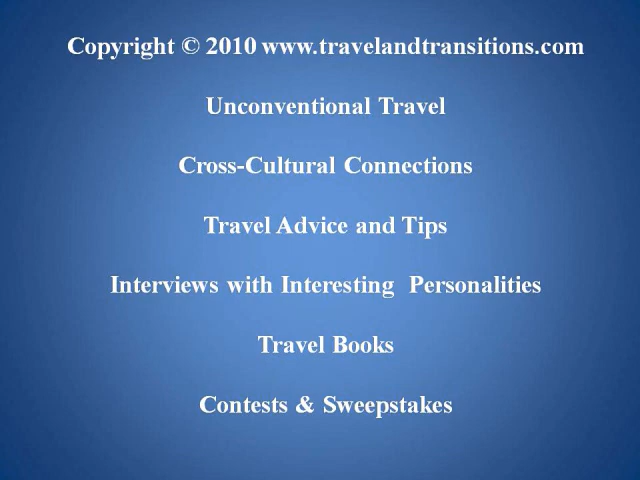 Copyright © 2010 www.travelandtransitions.com
Unconventional Travel
Cross-Cultural Connections
Travel Advice and Tips
Interviews with Interesting  Personalities
Travel Books
Contests & Sweepstakes